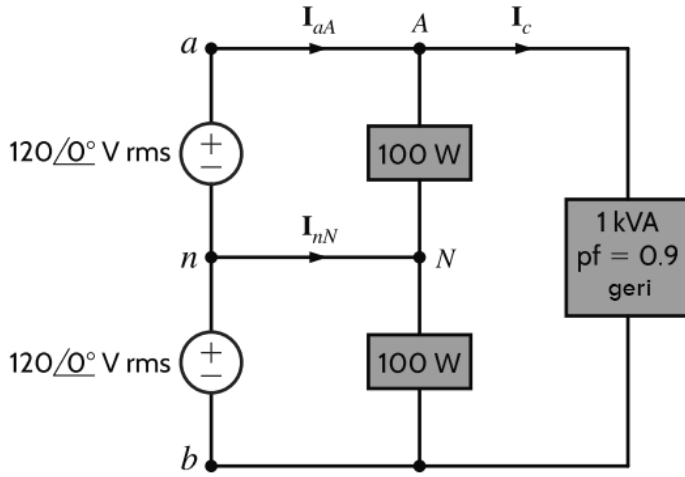 I_aA
A
I_c
a
120/0° V rms
+
−
100 W
I_nN
n
N
1 kVA
pf = 0.9
geri
120/0° V rms
+
−
100 W
b